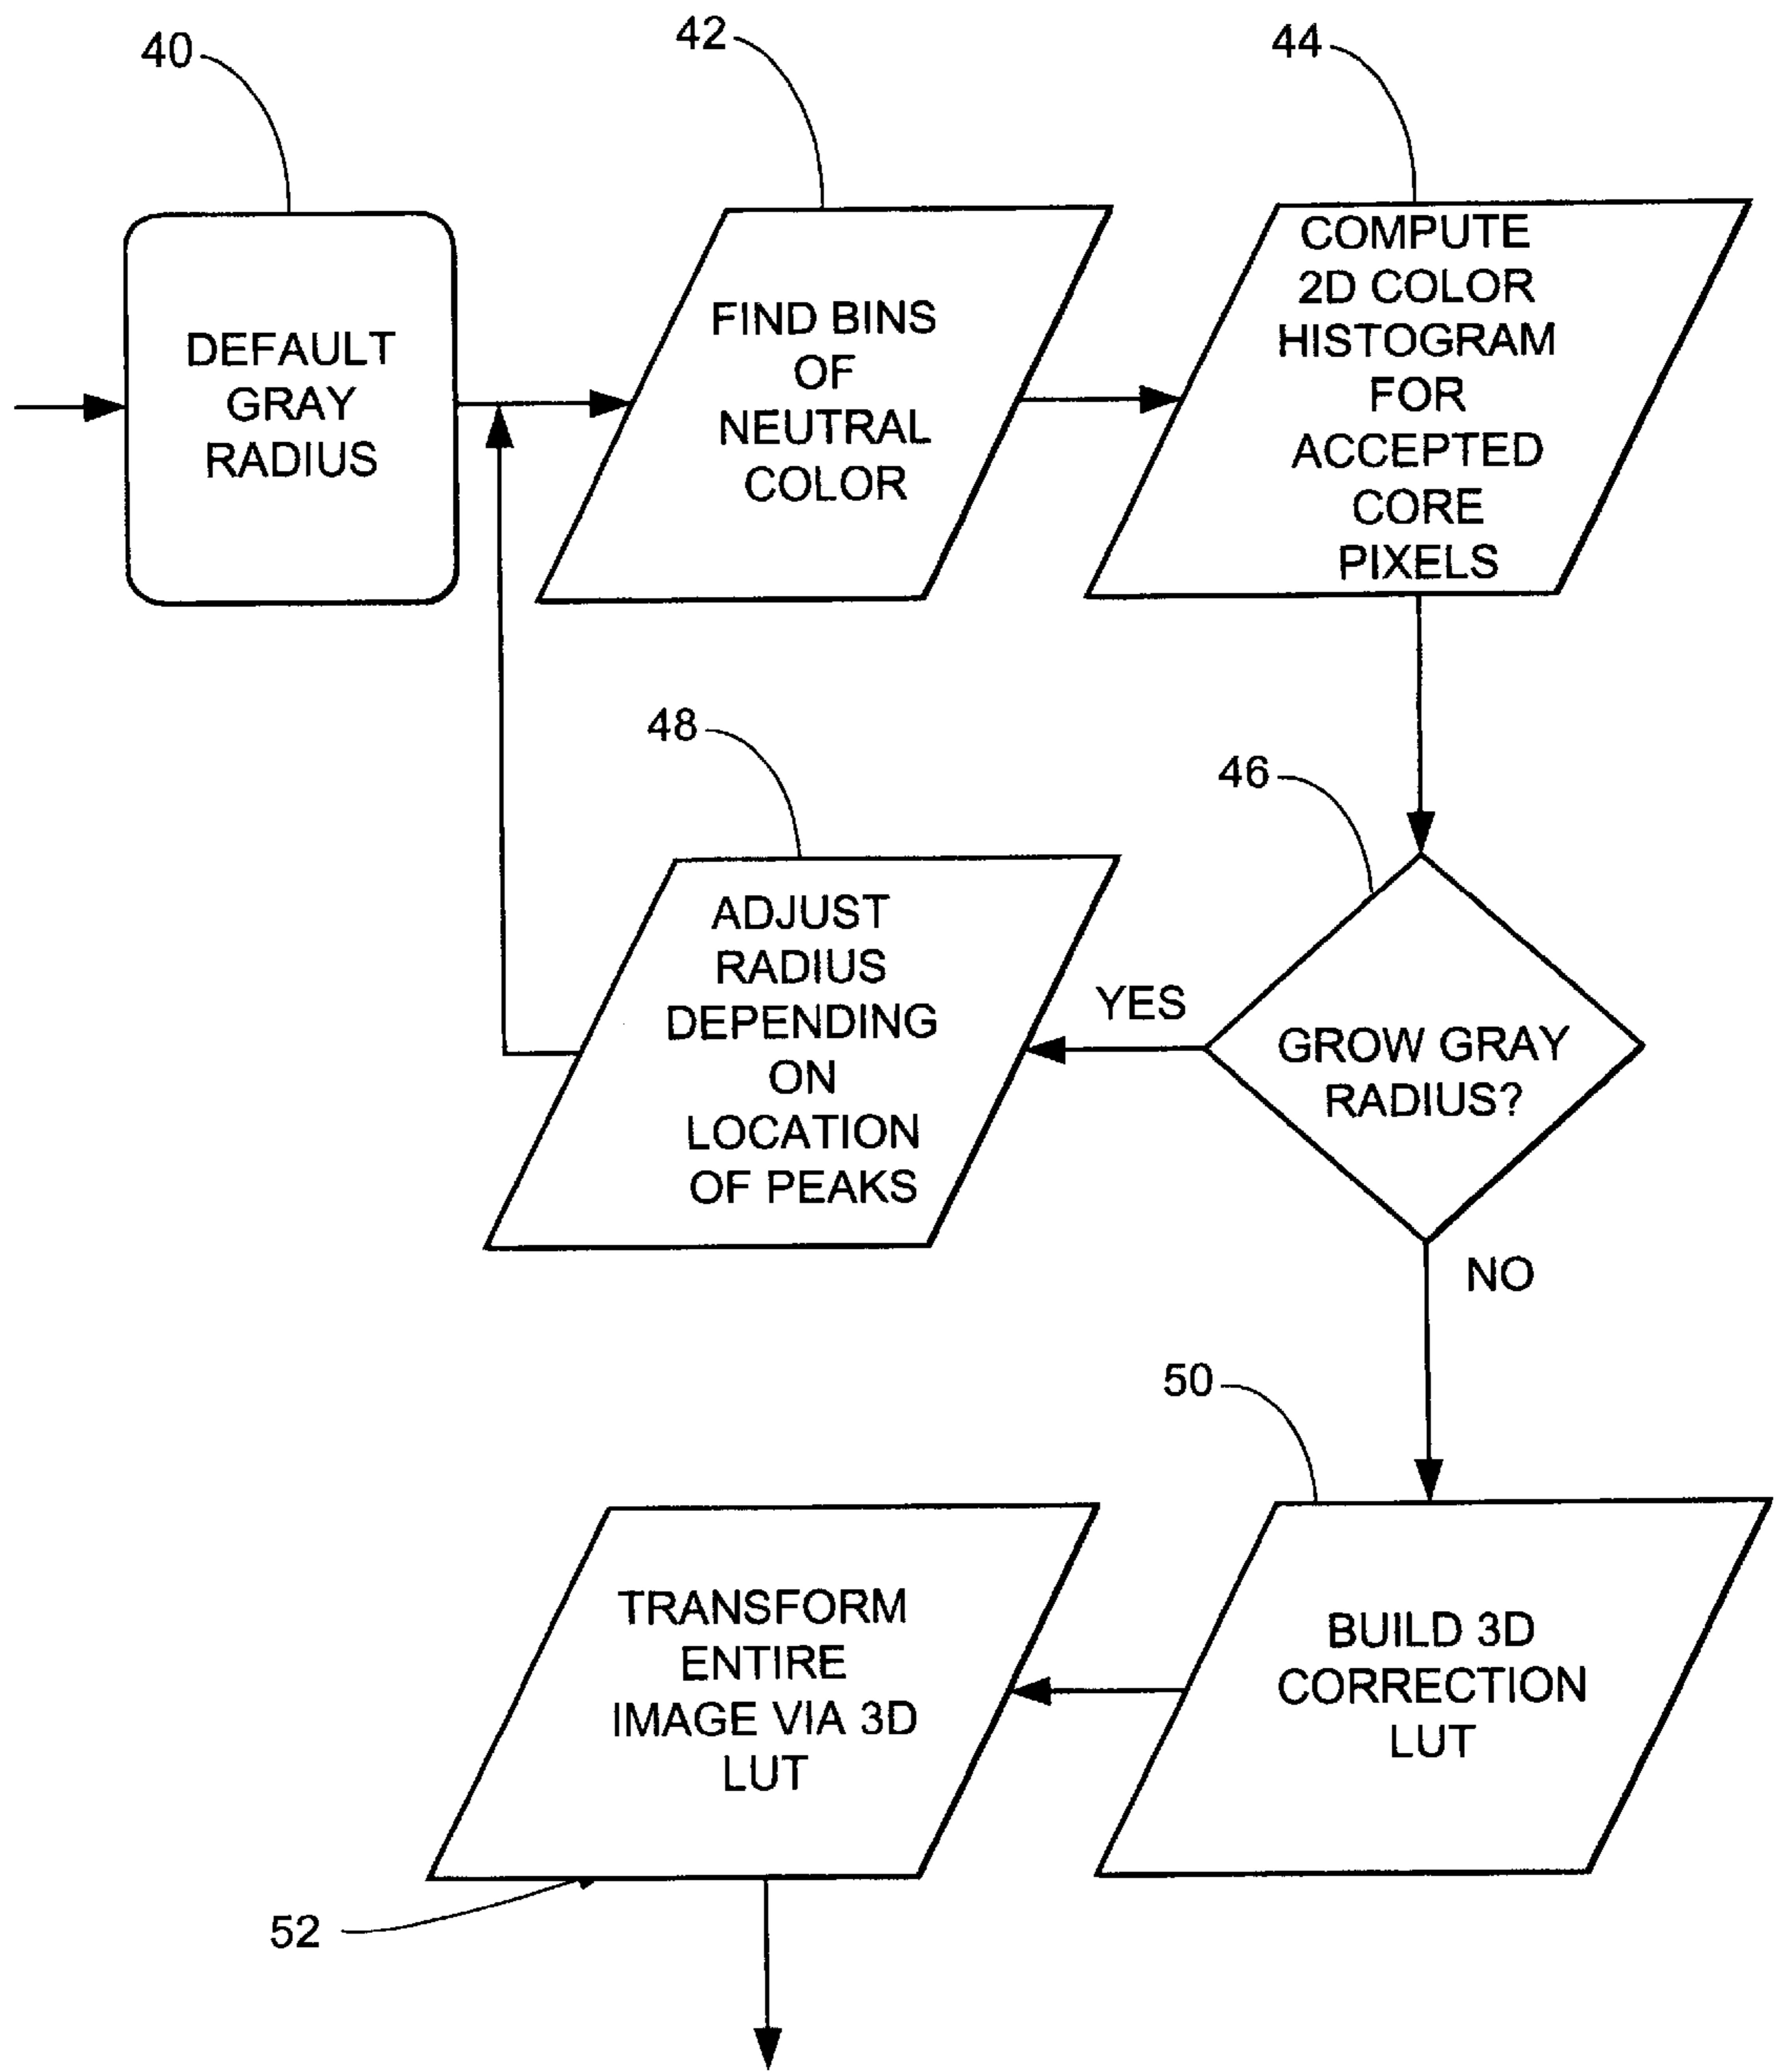 40
DEFAULT
GRAY
RADIUS
42
FIND BINS
OF
NEUTRAL
COLOR
44
COMPUTE
2D COLOR
HISTOGRAM
FOR
ACCEPTED
CORE
PIXELS
46
GROW GRAY
RADIUS?
YES
48
ADJUST
RADIUS
DEPENDING
ON
LOCATION
OF PEAKS
NO
50
BUILD 3D
CORRECTION
LUT
TRANSFORM
ENTIRE
IMAGE VIA 3D
LUT
52